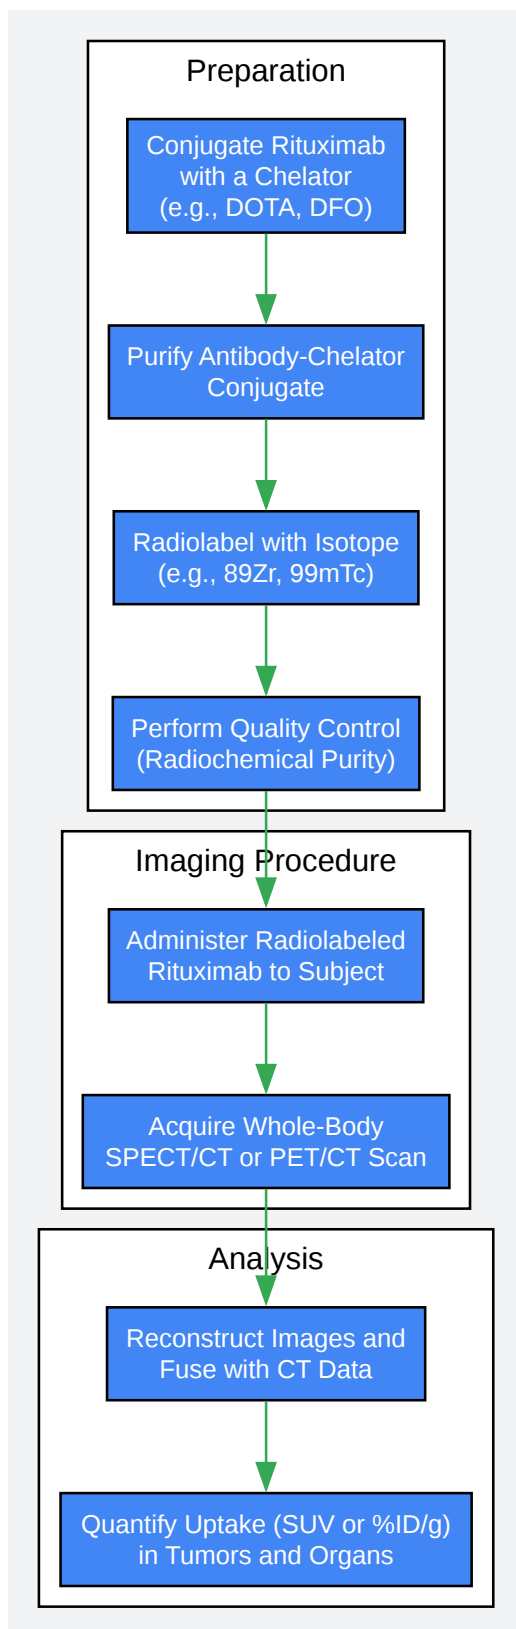 Preparation
Conjugate Rituximab
with a Chelator
(e.g., DOTA, DFO)
Purify Antibody-Chelator
Conjugate
Radiolabel with Isotope
(e.g., 89Zr, 99mTc)
Perform Quality Control
(Radiochemical Purity)
Imaging Procedure
Administer Radiolabeled
Rituximab to Subject
Acquire Whole-Body
SPECT/CT or PET/CT Scan
Analysis
Reconstruct Images and
Fuse with CT Data
Quantify Uptake (SUV or %ID/g)
in Tumors and Organs